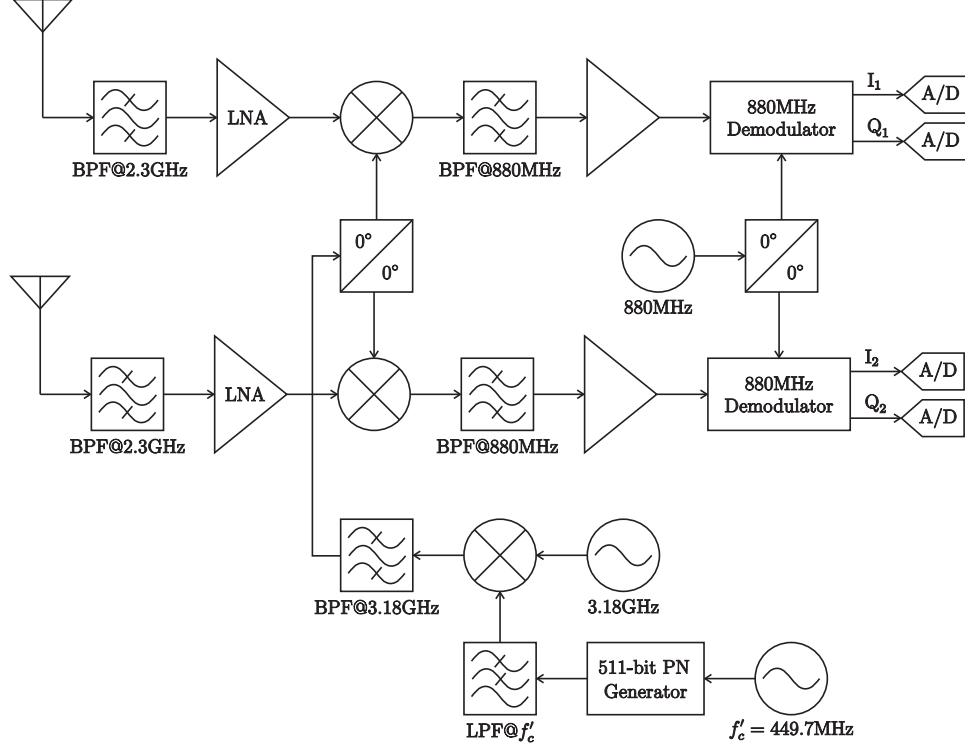 I₁
A/D
LNA
880MHz
Demodulator
Q₁
A/D
BPF@2.3GHz
BPF@880MHz
0°
0°
0°
0°
880MHz
I₂
A/D
LNA
880MHz
Demodulator
Q₂
A/D
BPF@2.3GHz
BPF@880MHz
BPF@3.18GHz
3.18GHz
511-bit PN
Generator
LPF@f′c
f′c = 449.7MHz